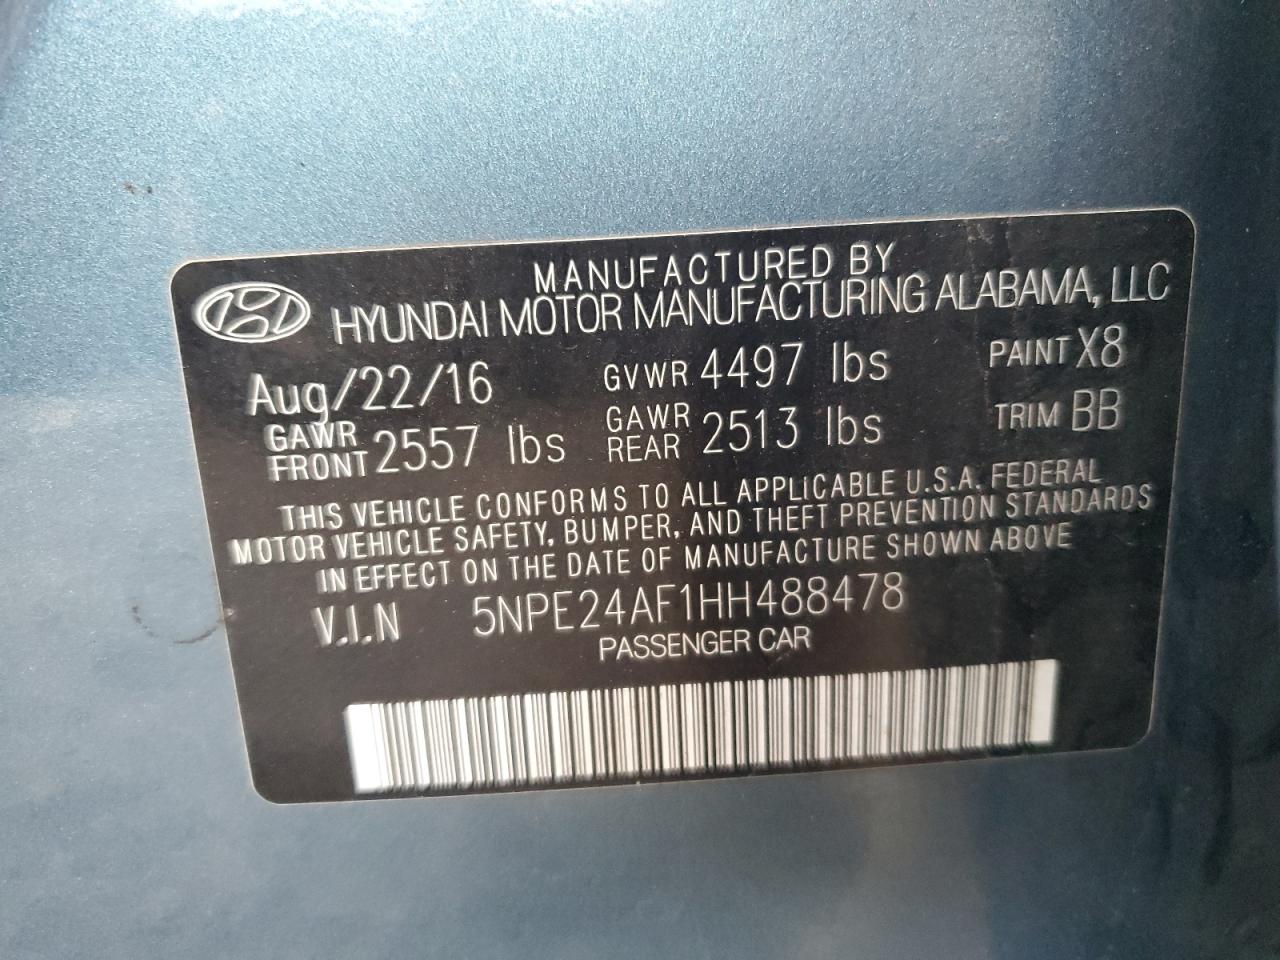 MANUFACTURED BY
HYUNDAI MOTOR MANUFACTURING ALABAMA, LLC
Aug/22/16 GVWR 4497 lbs PAINT X8
GAWR FRONT 2557 lbs GAWR REAR 2513 lbs TRIM BB
THIS VEHICLE CONFORMS TO ALL APPLICABLE U.S.A. FEDERAL
MOTOR VEHICLE SAFETY, BUMPER, AND THEFT PREVENTION STANDARDS
IN EFFECT ON THE DATE OF MANUFACTURE SHOWN ABOVE
V.I.N 5NPE24AF1HH488478
PASSENGER CAR